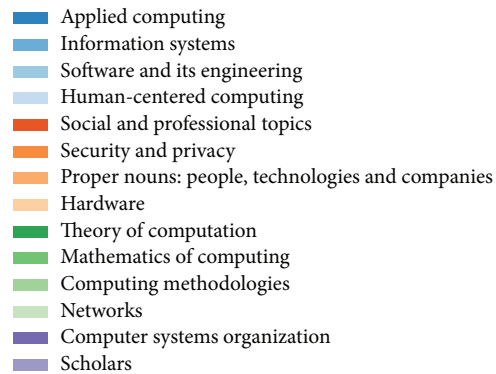 Applied computing
Information systems
Software and its engineering
Human-centered computing
Social and professional topics
Security and privacy
Proper nouns: people, technologies and companies
Hardware
Theory of computation
Mathematics of computing
Computing methodologies
Networks
Computer systems organization
Scholars